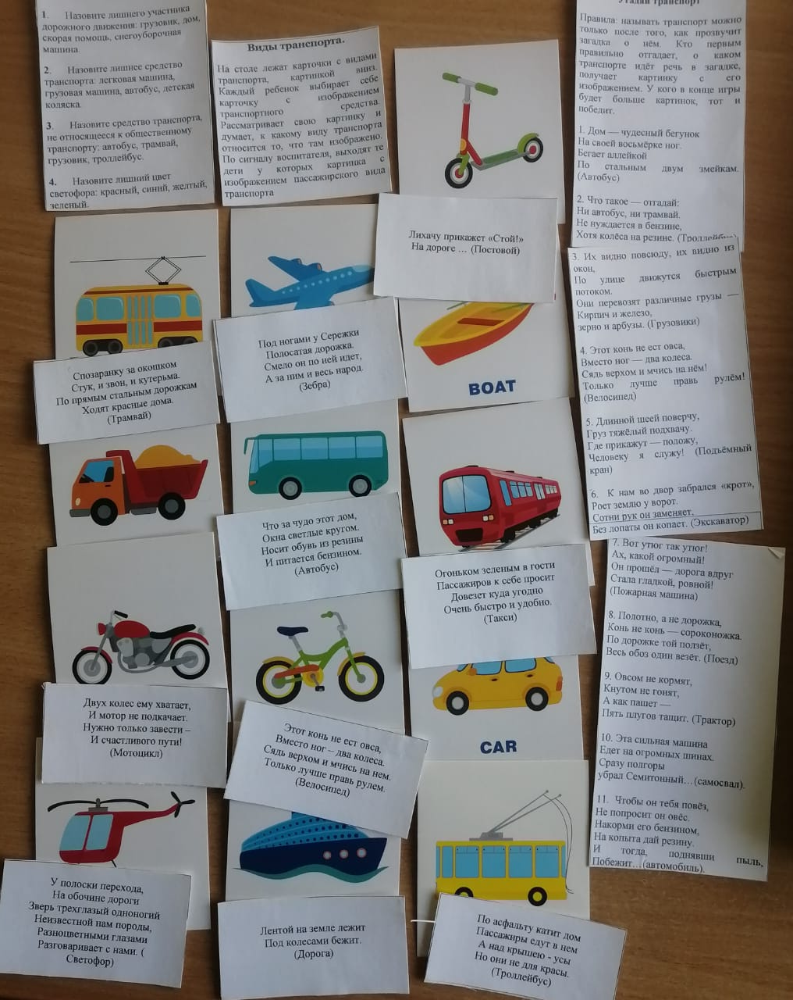 1. Назовите лишнего участника
дорожного движения: грузовик, дом,
скорая помощь, снегоуборочная
машина.
2. Назовите лишнее средство
транспорта: легковая машина,
грузовая машина, автобус, детская
коляска.
3. Назовите средство транспорта,
не относящееся к общественному
транспорту: автобус, трамвай,
грузовик, троллейбус.
4. Назовите лишний цвет
светофора: красный, синий, желтый,
зеленый.
Виды транспорта.
На столе лежат карточки с видами
транспорта, картинкой вниз.
Каждый ребенок выбирает себе
карточку с изображением
транспортного средства.
Рассматривает свою картинку и
думает, к какому виду транспорта
относится то, что там изображено.
По сигналу воспитателя, выходят те
дети у которых картинка с
изображением пассажирского вида
транспорта
Угадай транспорт
Правила: называть транспорт можно
только после того, как прозвучит
загадка о нём. Кто первым
правильно отгадает, о каком
транспорте идёт речь в загадке,
получает картинку с его
изображением. У кого в конце игры
будет больше картинок, тот и
победит.
1. Дом — чудесный бегунок
На своей восьмёрке ног.
Бегает аллейкой
По стальным двум змейкам.
(Автобус)
2. Что такое — отгадай:
Ни автобус, ни трамвай.
Не нуждается в бензине,
Хотя колёса на резине. (Троллейбус)
3. Их видно повсюду, их видно из
окон,
По улице движутся быстрым
потоком.
Они перевозят различные грузы —
Кирпич и железо,
зерно и арбузы. (Грузовики)
4. Этот конь не ест овса,
Вместо ног — два колеса.
Сядь верхом и мчись на нём!
Только лучше правь рулём!
(Велосипед)
5. Длинной шеей поверчу,
Груз тяжёлый подхвачу.
Где прикажут — положу,
Человеку я служу! (Подъёмный
кран)
6. К нам во двор забрался «крот»,
Роет землю у ворот.
Сотни рук он заменяет,
Без лопаты он копает. (Экскаватор)
7. Вот утюг так утюг!
Ах, какой огромный!
Он прошёл — дорога вдруг
Стала гладкой, ровной!
(Пожарная машина)
8. Полотно, а не дорожка,
Конь не конь — сороконожка.
По дорожке той ползёт,
Весь обоз один везёт. (Поезд)
9. Овсом не кормят,
Кнутом не гонят,
А как пашет —
Пять плугов тащит. (Трактор)
10. Эта сильная машина
Едет на огромных шинах.
Сразу полгоры
убрал Семитонный…(самосвал).
11. Чтобы он тебя повёз,
Не попросит он овёс.
Накорми его бензином,
На копыта дай резину.
И тогда, поднявши пыль,
Побежит…(автомобиль).
Лихачу прикажет «Стой!»
На дороге … (Постовой)
Под ногами у Сережки
Полосатая дорожка.
Смело он по ней идет,
А за ним и весь народ.
(Зебра)
BOAT
Спозаранку за окошком
Стук, и звон, и кутерьма.
По прямым стальным дорожкам
Ходят красные дома.
(Трамвай)
Что за чудо этот дом,
Окна светлые кругом.
Носит обувь из резины
И питается бензином.
(Автобус)
Огоньком зеленым в гости
Пассажиров к себе просит
Довезет куда угодно
Очень быстро и удобно.
(Такси)
Двух колес ему хватает,
И мотор не подкачает.
Нужно только завести –
И счастливого пути!
(Мотоцикл)
Этот конь не ест овса,
Вместо ног – два колеса.
Сядь верхом и мчись на нем.
Только лучше правь рулем.
(Велосипед)
CAR
У полоски перехода,
На обочине дороги
Зверь трехглазый одноногий
Неизвестной нам породы,
Разноцветными глазами
Разговаривает с нами. (
Светофор)
Лентой на земле лежит
Под колесами бежит.
(Дорога)
По асфальту катит дом
Пассажиры едут в нем
А над крышею - усы
Но они не для красы.
(Троллейбус)